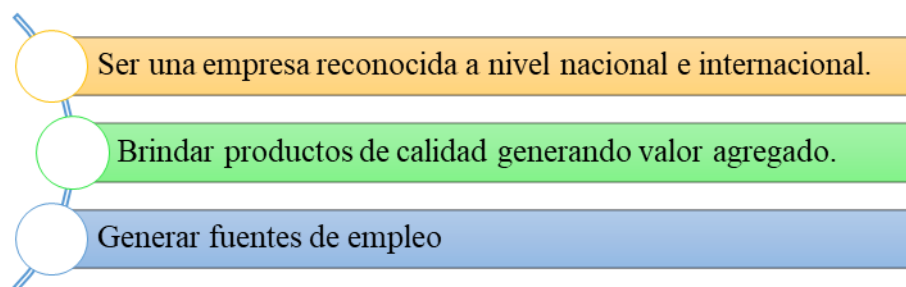 Ser una empresa reconocida a nivel nacional e internacional.
Brindar productos de calidad generando valor agregado.
Generar fuentes de empleo